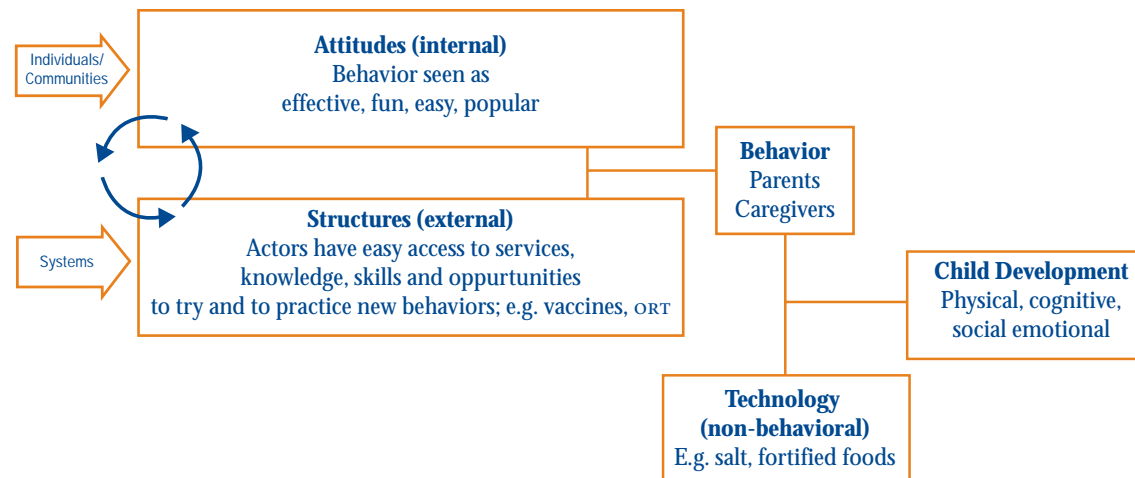 Individuals/
Communities
Attitudes (internal)
Behavior seen as
effective, fun, easy, popular
Systems
Structures (external)
Actors have easy access to services,
knowledge, skills and oppurtunities
to try and to practice new behaviors; e.g. vaccines, ORT
Behavior
Parents
Caregivers
Child Development
Physical, cognitive,
social emotional
Technology
(non-behavioral)
E.g. salt, fortified foods